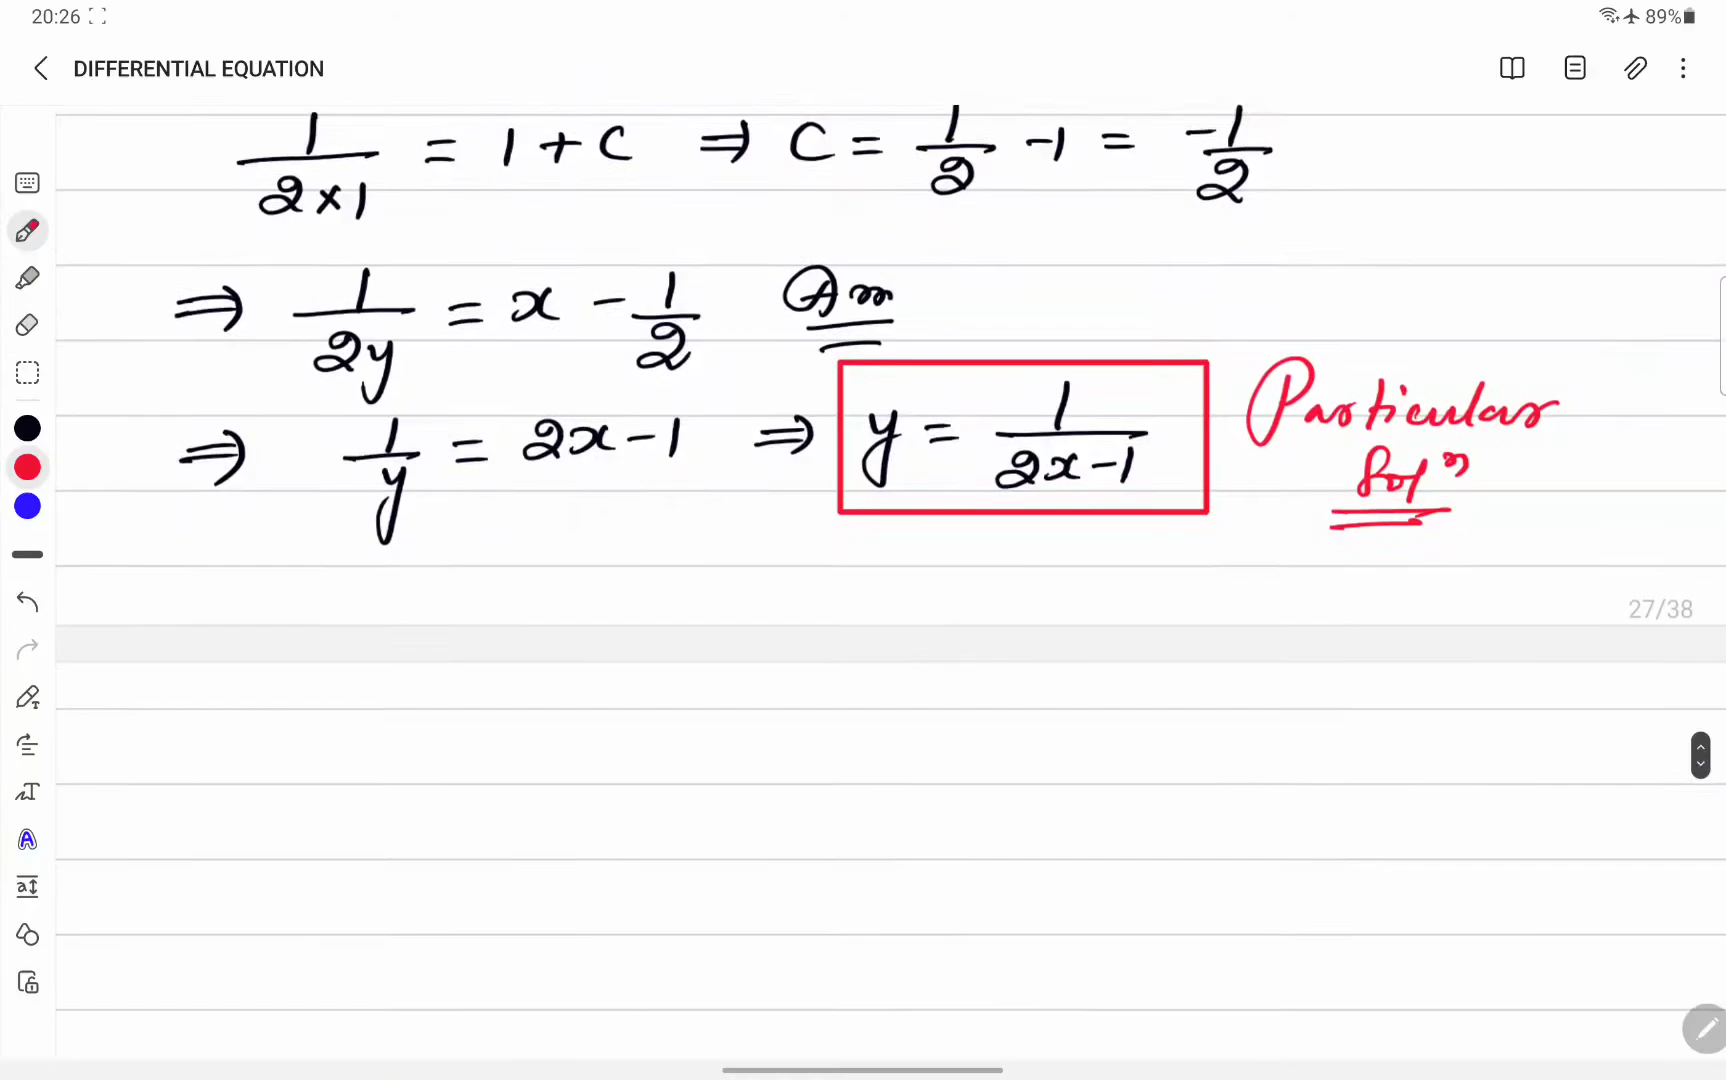 20:26 89%
DIFFERENTIAL EQUATION
1/(2×1) = 1 + C ⇒ C = 1/2 - 1 = -1/2
⇒ 1/(2y) = x - 1/2 Ans
⇒ 1/y = 2x - 1 ⇒ y = 1/(2x - 1) Particular
Solⁿ
27/38